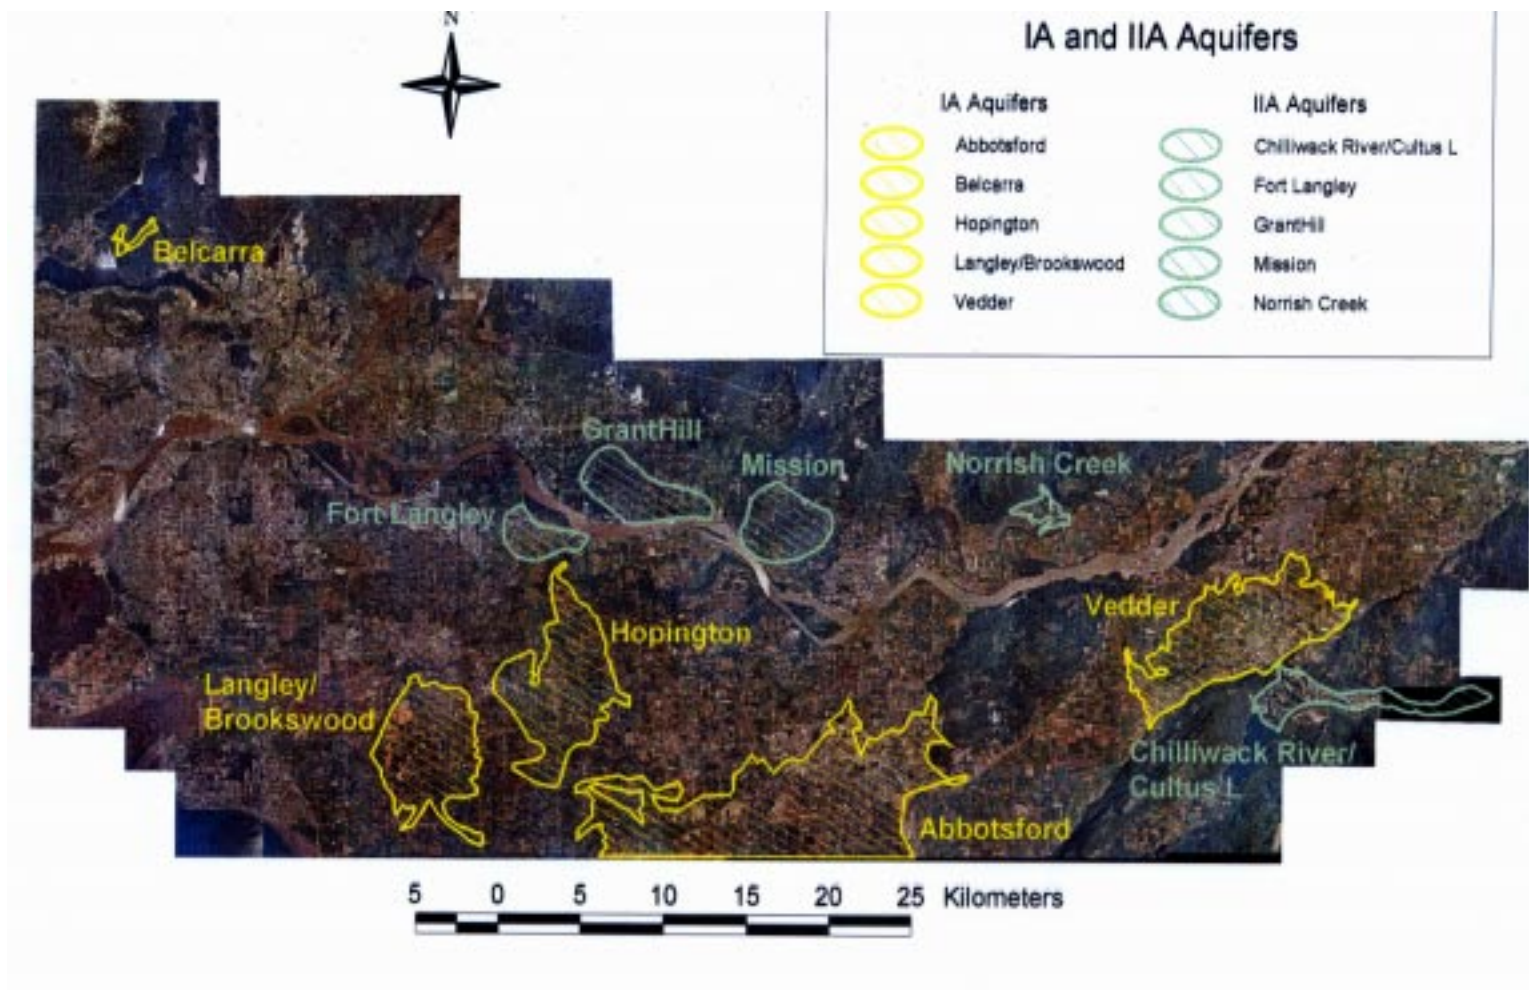 N
IA and IIA Aquifers
IA Aquifers
Abbotsford
Belcarra
Hopington
Langley/Brookswood
Vedder
IIA Aquifers
Chilliwack River/Cultus L
Fort Langley
GrantHill
Mission
Norrish Creek
Belcarra
GrantHill
Mission
Norrish Creek
Fort Langley
Vedder
Hopington
Langley/
Brookswood
Chilliwack River/
Cultus L
Abbotsford
5 0 5 10 15 20 25 Kilometers